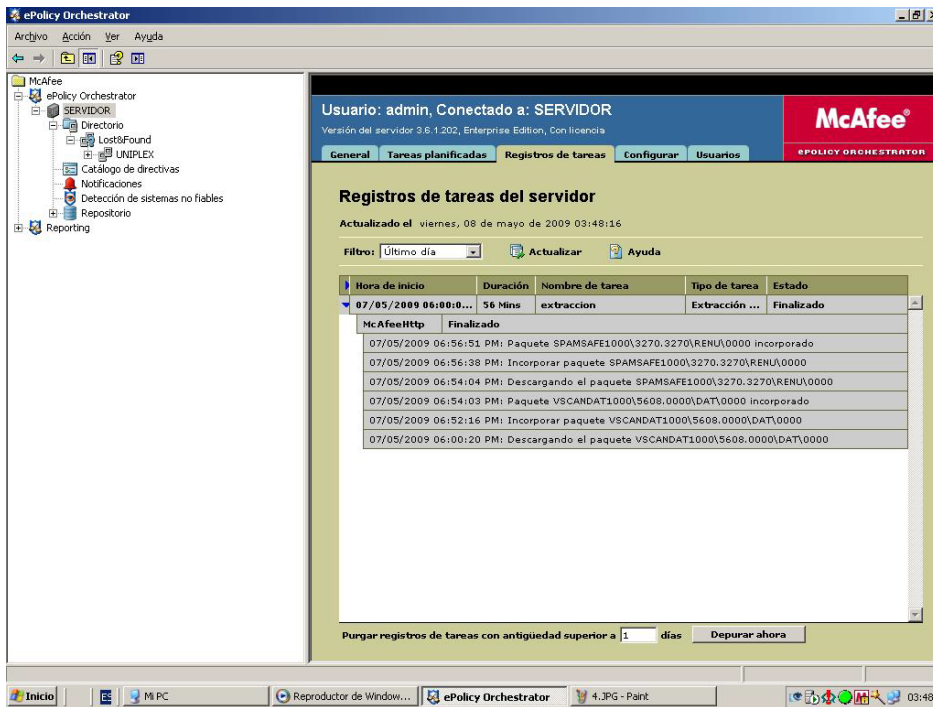 ePolicy Orchestrator
Archivo Acción Ver Ayuda
McAfee
ePolicy Orchestrator
SERVIDOR
Directorio
Lost&Found
UNIPLEX
Catálogo de directivas
Notificaciones
Detección de sistemas no fiables
Repositorio
Reporting
Usuario: admin, Conectado a: SERVIDOR
Versión del servidor 3.6.1.202, Enterprise Edition, Con licencia
McAfee®
ePOLICY ORCHESTRATOR
General Tareas planificadas Registros de tareas Configurar Usuarios
Registros de tareas del servidor
Actualizado el viernes, 08 de mayo de 2009 03:48:16
Filtro: Último día Actualizar Ayuda
Hora de inicio Duración Nombre de tarea Tipo de tarea Estado
07/05/2009 06:00:0... 56 Mins extraccion Extracción ... Finalizado
McAfeeHttp Finalizado
07/05/2009 06:56:51 PM: Paquete SPAMSAFE1000\3270.3270\RENU\0000 incorporado
07/05/2009 06:56:38 PM: Incorporar paquete SPAMSAFE1000\3270.3270\RENU\0000
07/05/2009 06:54:04 PM: Descargando el paquete SPAMSAFE1000\3270.3270\RENU\0000
07/05/2009 06:54:03 PM: Paquete VSCANDAT1000\5608.0000\DAT\0000 incorporado
07/05/2009 06:52:16 PM: Incorporar paquete VSCANDAT1000\5608.0000\DAT\0000
07/05/2009 06:00:20 PM: Descargando el paquete VSCANDAT1000\5608.0000\DAT\0000
Purgar registros de tareas con antigüedad superior a 1 días Depurar ahora
Inicio ES Mi PC Reproductor de Window... ePolicy Orchestrator 4.JPG - Paint 03:48